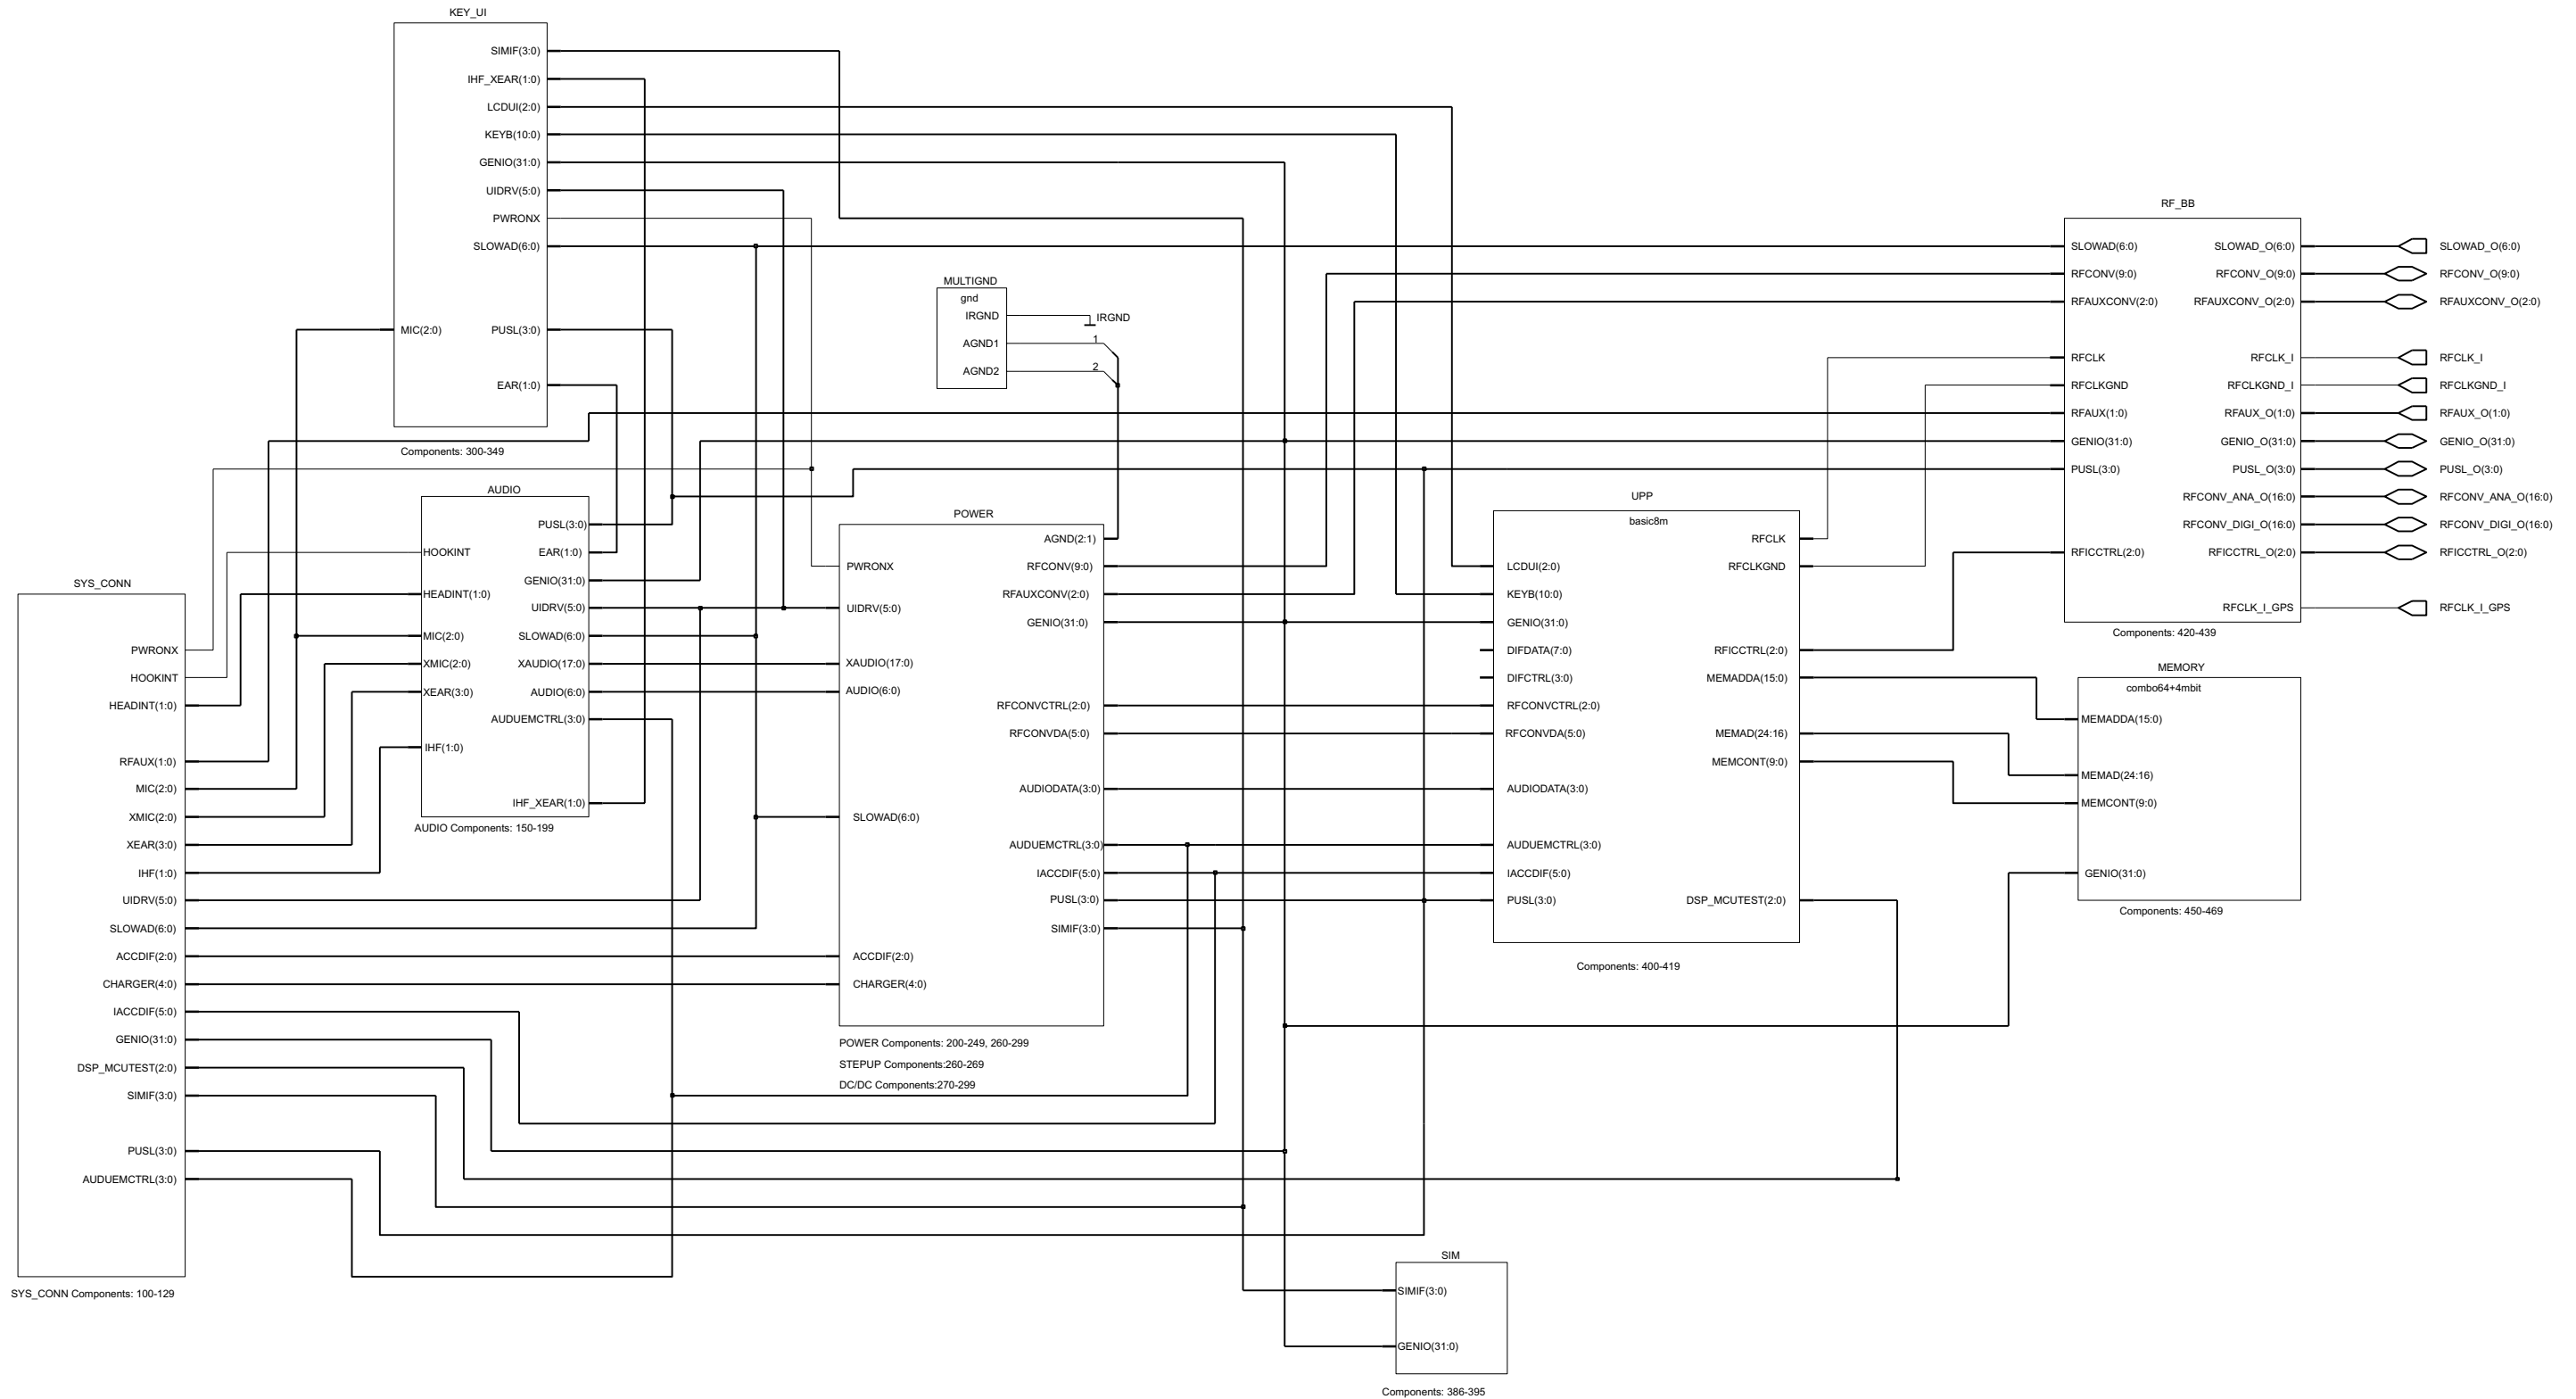 KEY_UI
SIMIF(3:0)
IHF_XEAR(1:0)
LCDUI(2:0)
KEYB(10:0)
GENIO(31:0)
UIDRV(5:0)
PWRONX
SLOWAD(6:0)
MIC(2:0)
PUSL(3:0)
EAR(1:0)
Components: 300-349
MULTIGND
gnd
IRGND
IRGND
AGND1
1
AGND2
2
RF_BB
SLOWAD(6:0)
RFCONV(9:0)
RFAUXCONV(2:0)
RFCLK
RFCLKGND
RFAUX(1:0)
GENIO(31:0)
PUSL(3:0)
RFICCTRL(2:0)
SLOWAD_O(6:0)
RFCONV_O(9:0)
RFAUXCONV_O(2:0)
RFCLK_I
RFCLKGND_I
RFAUX_O(1:0)
GENIO_O(31:0)
PUSL_O(3:0)
RFCONV_ANA_O(16:0)
RFCONV_DIGI_O(16:0)
RFICCTRL_O(2:0)
RFCLK_I_GPS
SLOWAD_O(6:0)
RFCONV_O(9:0)
RFAUXCONV_O(2:0)
RFCLK_I
RFCLKGND_I
RFAUX_O(1:0)
GENIO_O(31:0)
PUSL_O(3:0)
RFCONV_ANA_O(16:0)
RFCONV_DIGI_O(16:0)
RFICCTRL_O(2:0)
RFCLK_I_GPS
Components: 420-439
AUDIO
HOOKINT
HEADINT(1:0)
MIC(2:0)
XMIC(2:0)
XEAR(3:0)
IHF(1:0)
PUSL(3:0)
EAR(1:0)
GENIO(31:0)
UIDRV(5:0)
SLOWAD(6:0)
XAUDIO(17:0)
AUDIO(6:0)
AUDUEMCTRL(3:0)
IHF_XEAR(1:0)
AUDIO Components: 150-199
POWER
PWRONX
UIDRV(5:0)
XAUDIO(17:0)
AUDIO(6:0)
SLOWAD(6:0)
ACCDIF(2:0)
CHARGER(4:0)
AGND(2:1)
RFCONV(9:0)
RFAUXCONV(2:0)
GENIO(31:0)
RFCONVCTRL(2:0)
RFCONVDA(5:0)
AUDIODATA(3:0)
AUDUEMCTRL(3:0)
IACCDIF(5:0)
PUSL(3:0)
SIMIF(3:0)
POWER Components: 200-249, 260-299
STEPUP Components:260-269
DC/DC Components:270-299
UPP
basic8m
LCDUI(2:0)
KEYB(10:0)
GENIO(31:0)
DIFDATA(7:0)
DIFCTRL(3:0)
RFCONVCTRL(2:0)
RFCONVDA(5:0)
AUDIODATA(3:0)
AUDUEMCTRL(3:0)
IACCDIF(5:0)
PUSL(3:0)
RFCLK
RFCLKGND
RFICCTRL(2:0)
MEMADDA(15:0)
MEMAD(24:16)
MEMCONT(9:0)
DSP_MCUTEST(2:0)
Components: 400-419
MEMORY
combo64+4mbit
MEMADDA(15:0)
MEMAD(24:16)
MEMCONT(9:0)
GENIO(31:0)
Components: 450-469
SYS_CONN
PWRONX
HOOKINT
HEADINT(1:0)
RFAUX(1:0)
MIC(2:0)
XMIC(2:0)
XEAR(3:0)
IHF(1:0)
UIDRV(5:0)
SLOWAD(6:0)
ACCDIF(2:0)
CHARGER(4:0)
IACCDIF(5:0)
GENIO(31:0)
DSP_MCUTEST(2:0)
SIMIF(3:0)
PUSL(3:0)
AUDUEMCTRL(3:0)
SYS_CONN Components: 100-129
SIM
SIMIF(3:0)
GENIO(31:0)
Components: 386-395